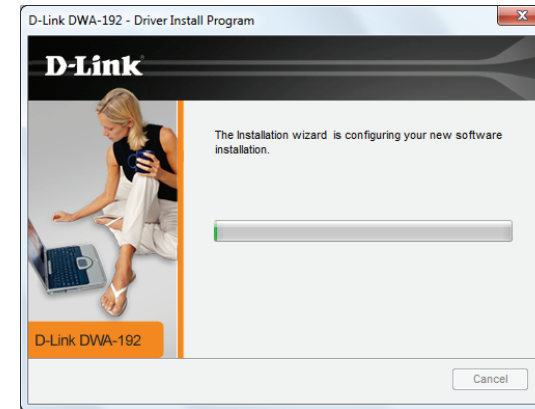 D-Link DWA-192 - Driver Install Program
D-Link
The Installation wizard is configuring your new software
installation.
D-Link DWA-192
Cancel